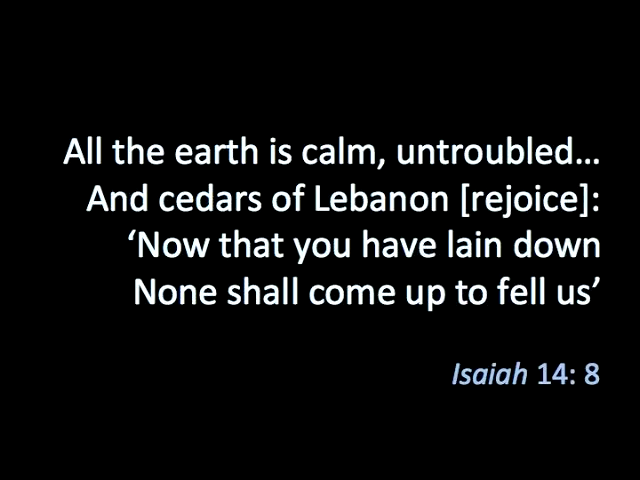 All the earth is calm, untroubled…
And cedars of Lebanon [rejoice]:
‘Now that you have lain down
None shall come up to fell us’
Isaiah 14: 8